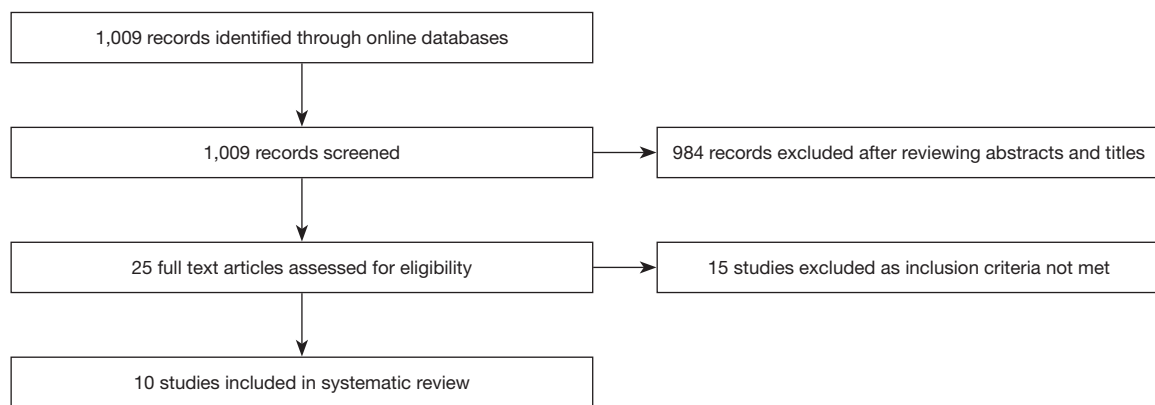 1,009 records identified through online databases
1,009 records screened
984 records excluded after reviewing abstracts and titles
25 full text articles assessed for eligibility
15 studies excluded as inclusion criteria not met
10 studies included in systematic review